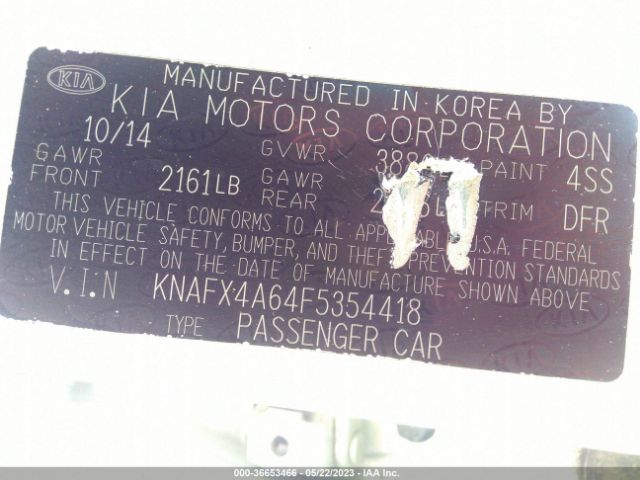 KIA
MANUFACTURED IN KOREA BY
KIA MOTORS CORPORATION
10/14 GVWR PAINT 4SS
GAWR FRONT 2161LB GAWR REAR TRIM DFR
THIS VEHICLE CONFORMS TO ALL U.S.A. FEDERAL
MOTOR VEHICLE SAFETY, BUMPER, AND THEFT PREVENTION STANDARDS
IN EFFECT ON THE DATE OF MANUFACTURE SHOWN ABOVE
V.I.N KNAFX4A64F5354418
TYPE PASSENGER CAR
000-36653466 - 05/22/2023 - IAA Inc.